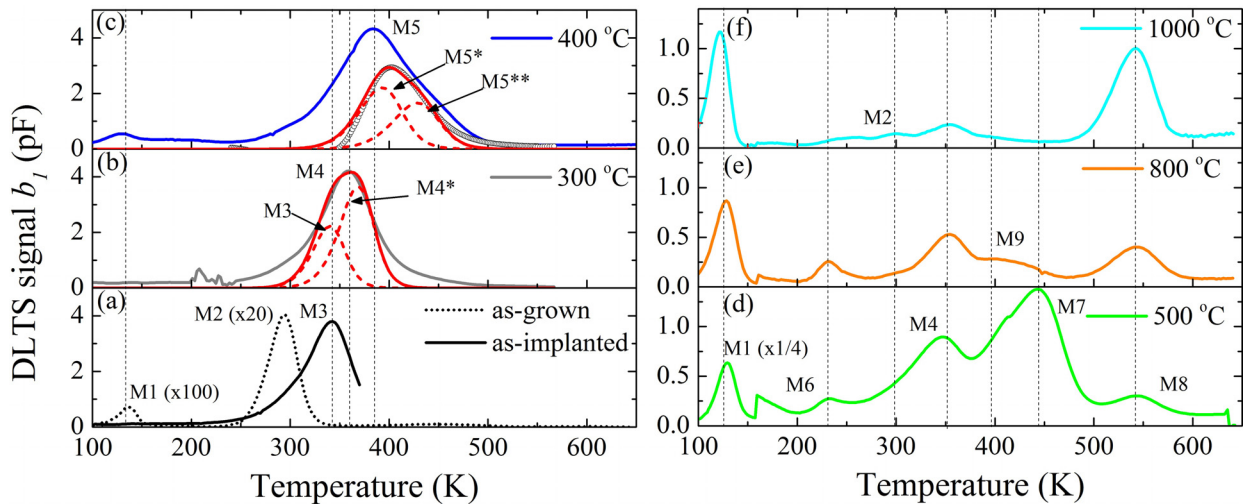 DLTS signal b₁ (pF)
(c)
M5
400 °C
M5*
M5**
4
2
0
(b)
M4
300 °C
M4*
M3
4
2
0
(a)
M2 (x20)
M3
as-grown
as-implanted
M1 (x100)
4
2
0
100 200 300 400 500 600
Temperature (K)
(f)
1000 °C
1.0
0.5
0.0
M2
(e)
800 °C
1.0
0.5
0.0
M9
(d)
M7
500 °C
M4
M1 (x1/4)
M6
M8
1.0
0.5
0.0
100 200 300 400 500 600
Temperature (K)